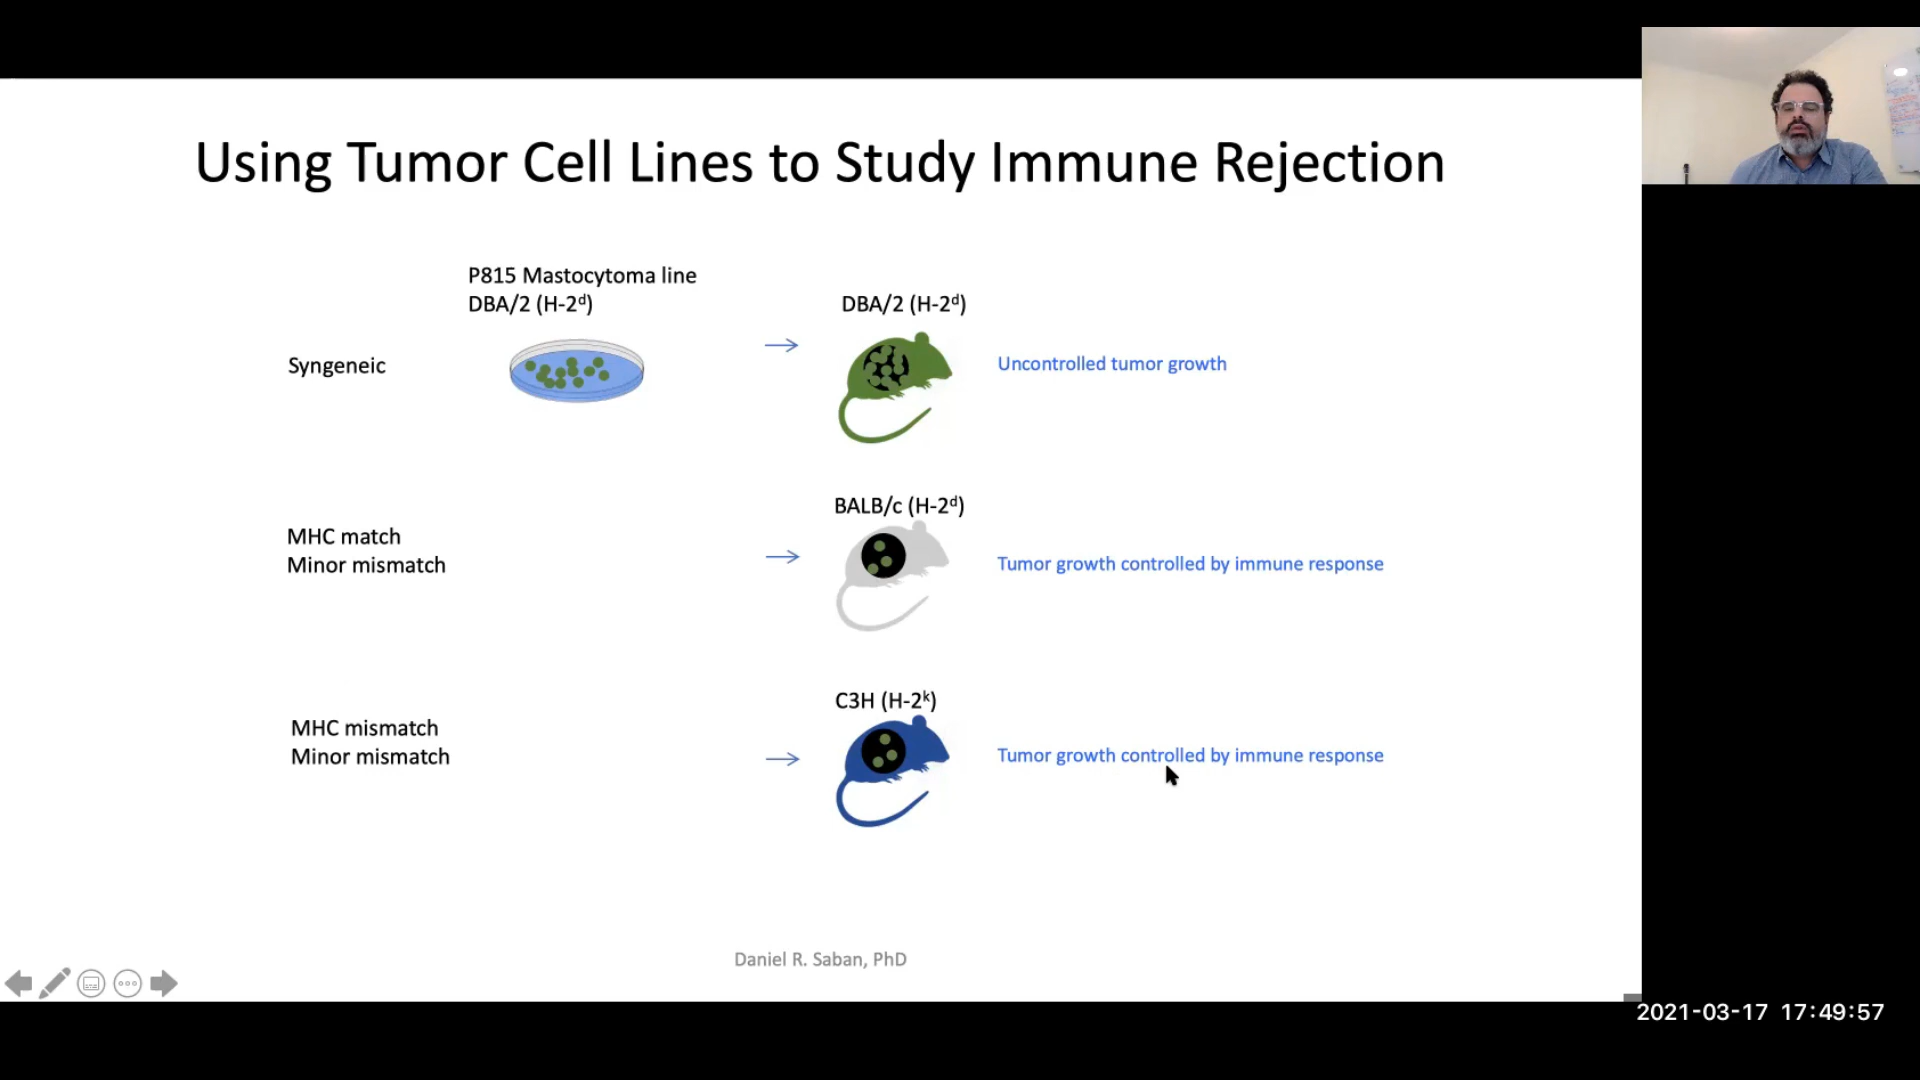 Using Tumor Cell Lines to Study Immune Rejection
P815 Mastocytoma line
DBA/2 (H-2ᵈ)
DBA/2 (H-2ᵈ)
Syngeneic
Uncontrolled tumor growth
BALB/c (H-2ᵈ)
MHC match
Minor mismatch
Tumor growth controlled by immune response
C3H (H-2ᵏ)
MHC mismatch
Minor mismatch
Tumor growth controlled by immune response
Daniel R. Saban, PhD
2021-03-17 17:49:57